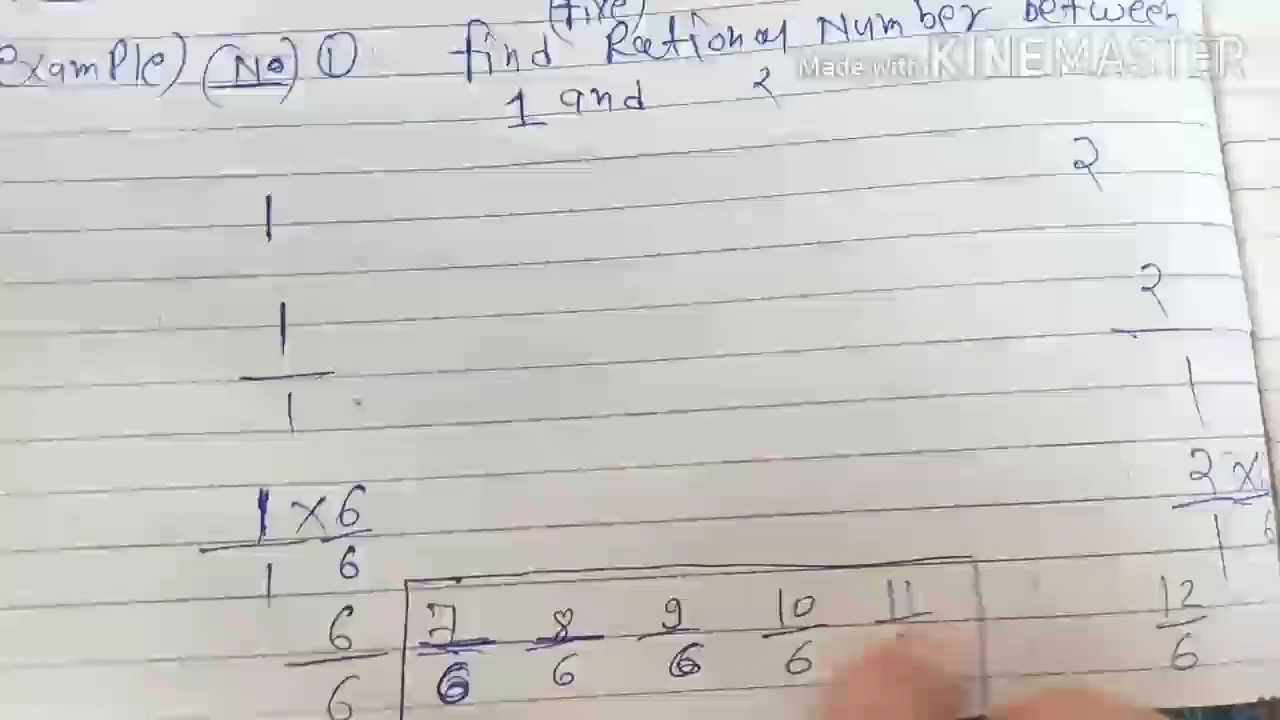 (five)
Example) (No) ① find Rational Number between
Made with KINEMASTER
1 and 2
1 2
1 2
1 1
1 × 6 2 ×
1 6 1 6
6 7 8 9 10 11 12
6 6 6 6 6 6